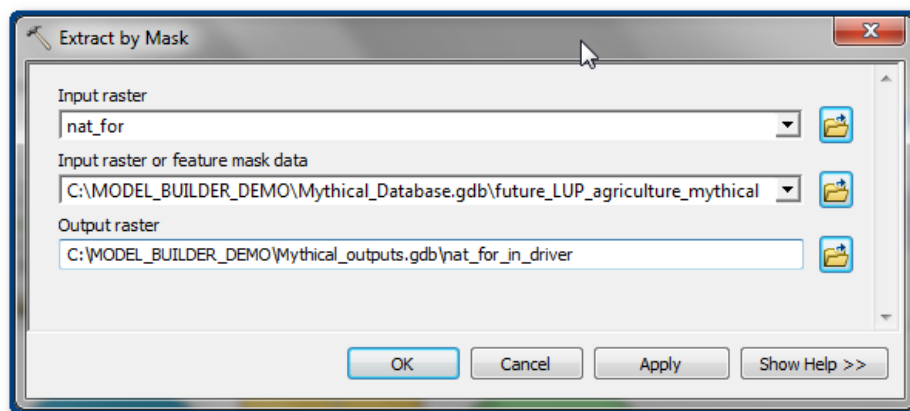 Extract by Mask
Input raster
nat_for
Input raster or feature mask data
C:\MODEL_BUILDER_DEMO\Mythical_Database.gdb\future_LUP_agriculture_mythical
Output raster
C:\MODEL_BUILDER_DEMO\Mythical_outputs.gdb\nat_for_in_driver
OK Cancel Apply Show Help >>